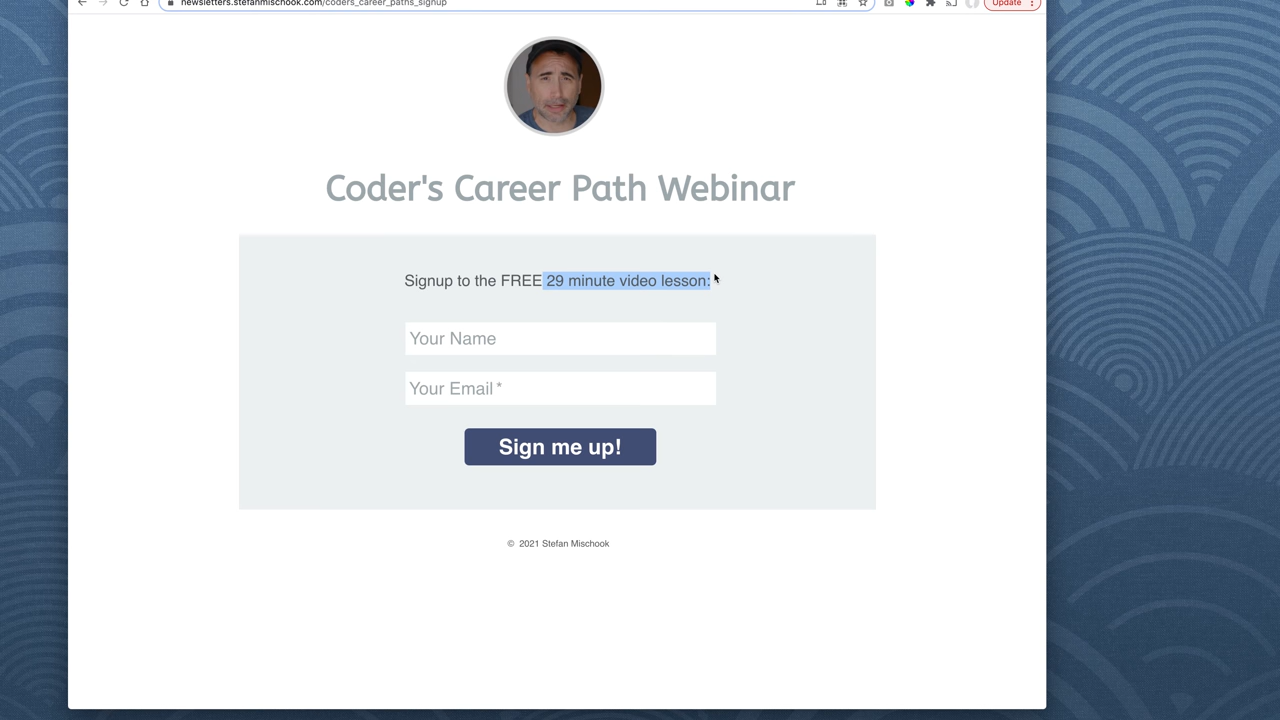 newsletters.stefanmischook.com/coders_career_paths_signup
Update
Coder's Career Path Webinar
Signup to the FREE 29 minute video lesson:
Your Name
Your Email *
Sign me up!
© 2021 Stefan Mischook